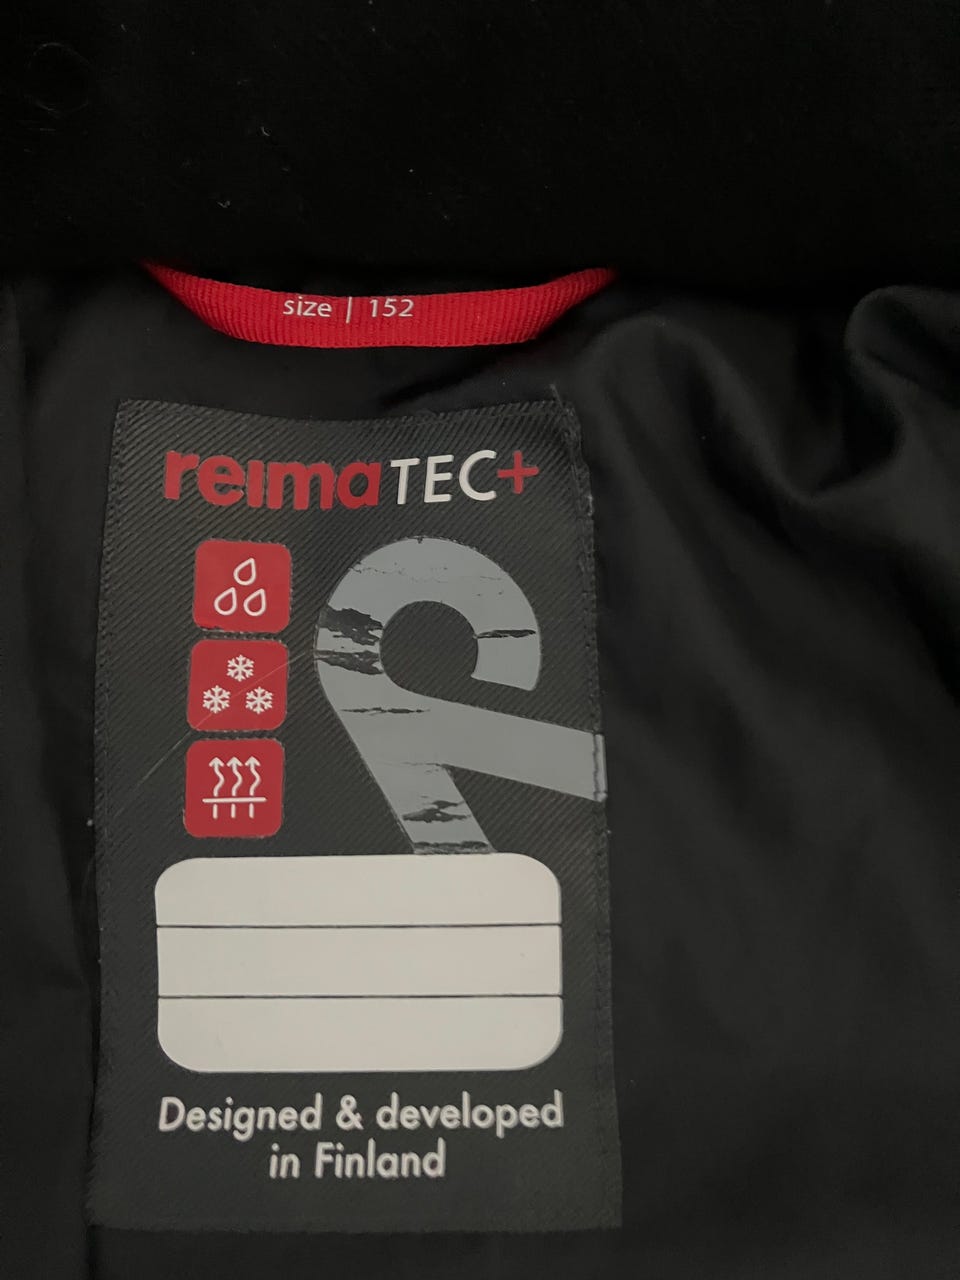 size | 152
reimaTEC+
Designed & developed
in Finland